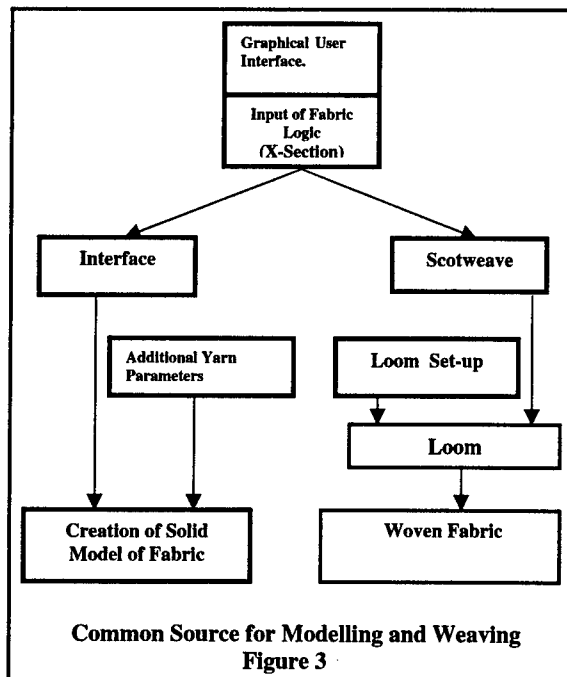 Graphical User
Interface.
Input of Fabric
Logic
(X-Section)
Interface
Scotweave
Additional Yarn
Parameters
Loom Set-up
Loom
Creation of Solid
Model of Fabric
Woven Fabric
Common Source for Modelling and Weaving
Figure 3